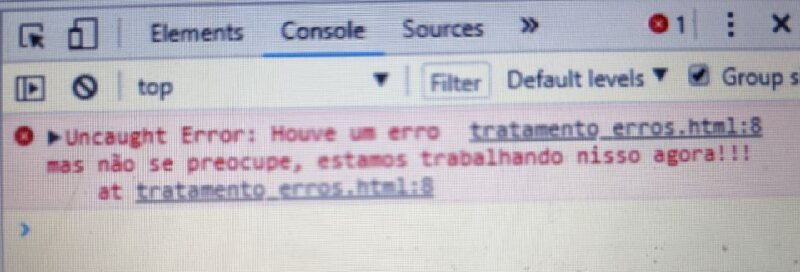 Elements Console Sources » 1
top Filter Default levels Group s
Uncaught Error: Houve um erro tratamento_erros.html:8
mas não se preocupe, estamos trabalhando nisso agora!!!
at tratamento_erros.html:8